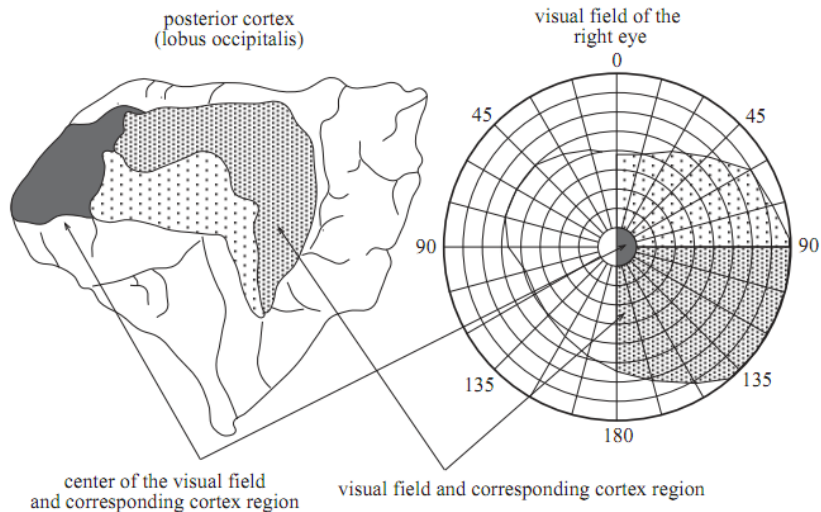 posterior cortex
(lobus occipitalis)
visual field of the
right eye
0
45
45
90
90
135
135
180
center of the visual field
and corresponding cortex region
visual field and corresponding cortex region